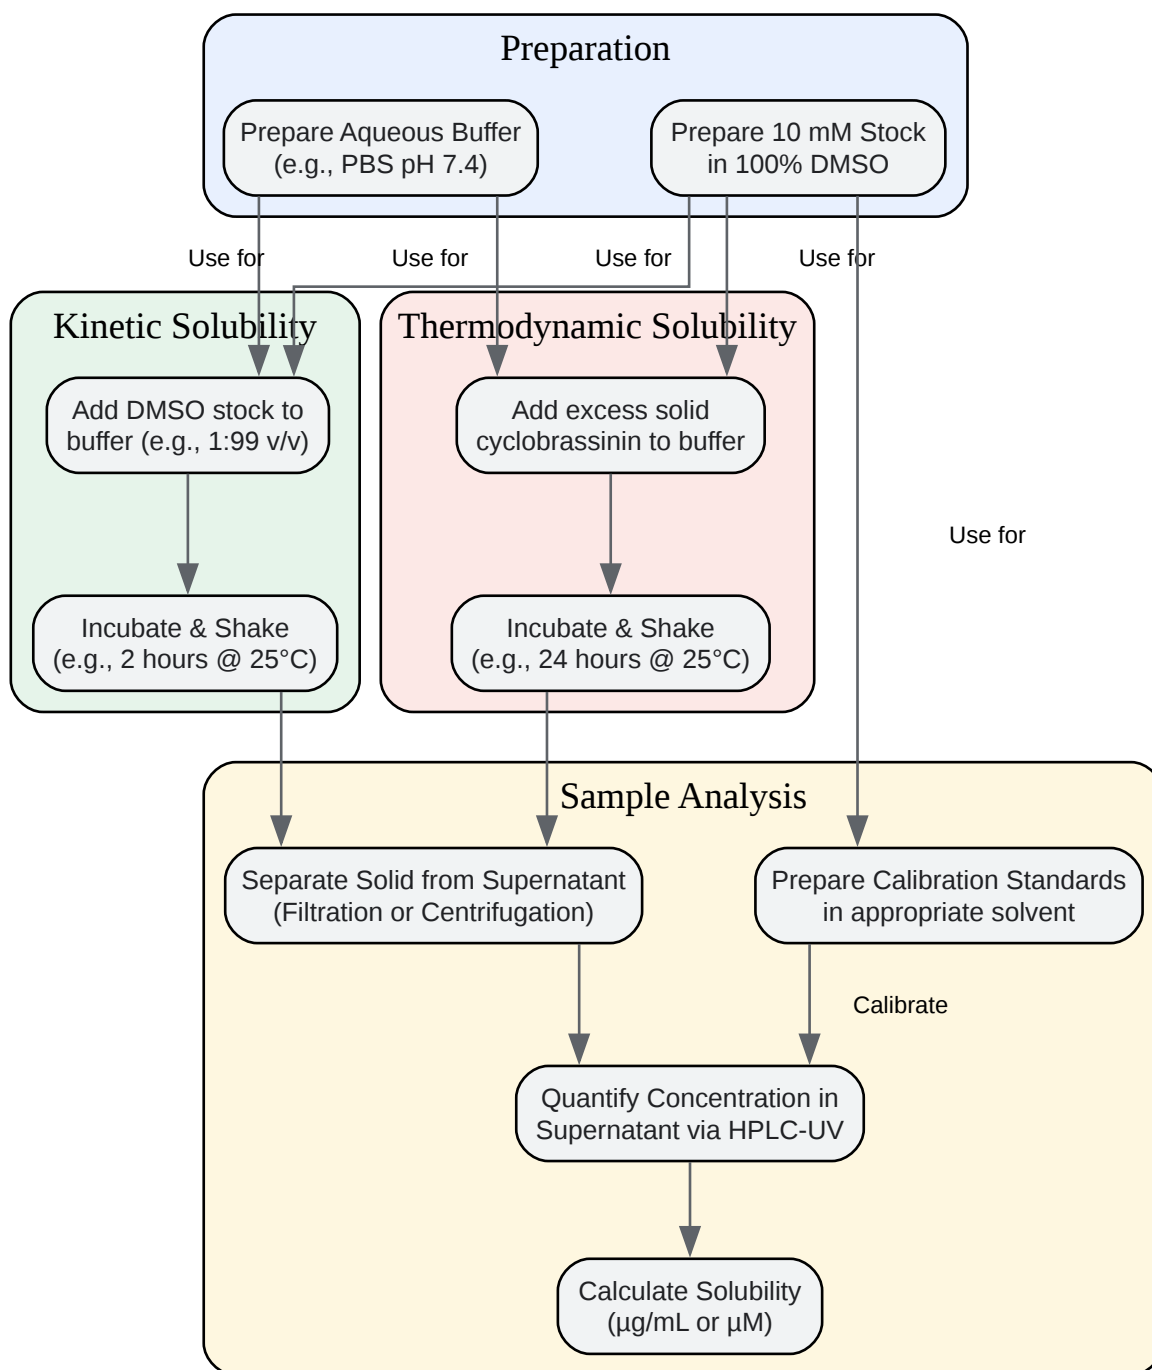 Preparation
Prepare Aqueous Buffer
(e.g., PBS pH 7.4)
Prepare 10 mM Stock
in 100% DMSO
Use for
Use for
Use for
Use for
Kinetic Solubility
Thermodynamic Solubility
Add DMSO stock to
buffer (e.g., 1:99 v/v)
Add excess solid
cyclobrassinin to buffer
Use for
Incubate & Shake
(e.g., 2 hours @ 25°C)
Incubate & Shake
(e.g., 24 hours @ 25°C)
Sample Analysis
Separate Solid from Supernatant
(Filtration or Centrifugation)
Prepare Calibration Standards
in appropriate solvent
Calibrate
Quantify Concentration in
Supernatant via HPLC-UV
Calculate Solubility
(µg/mL or µM)